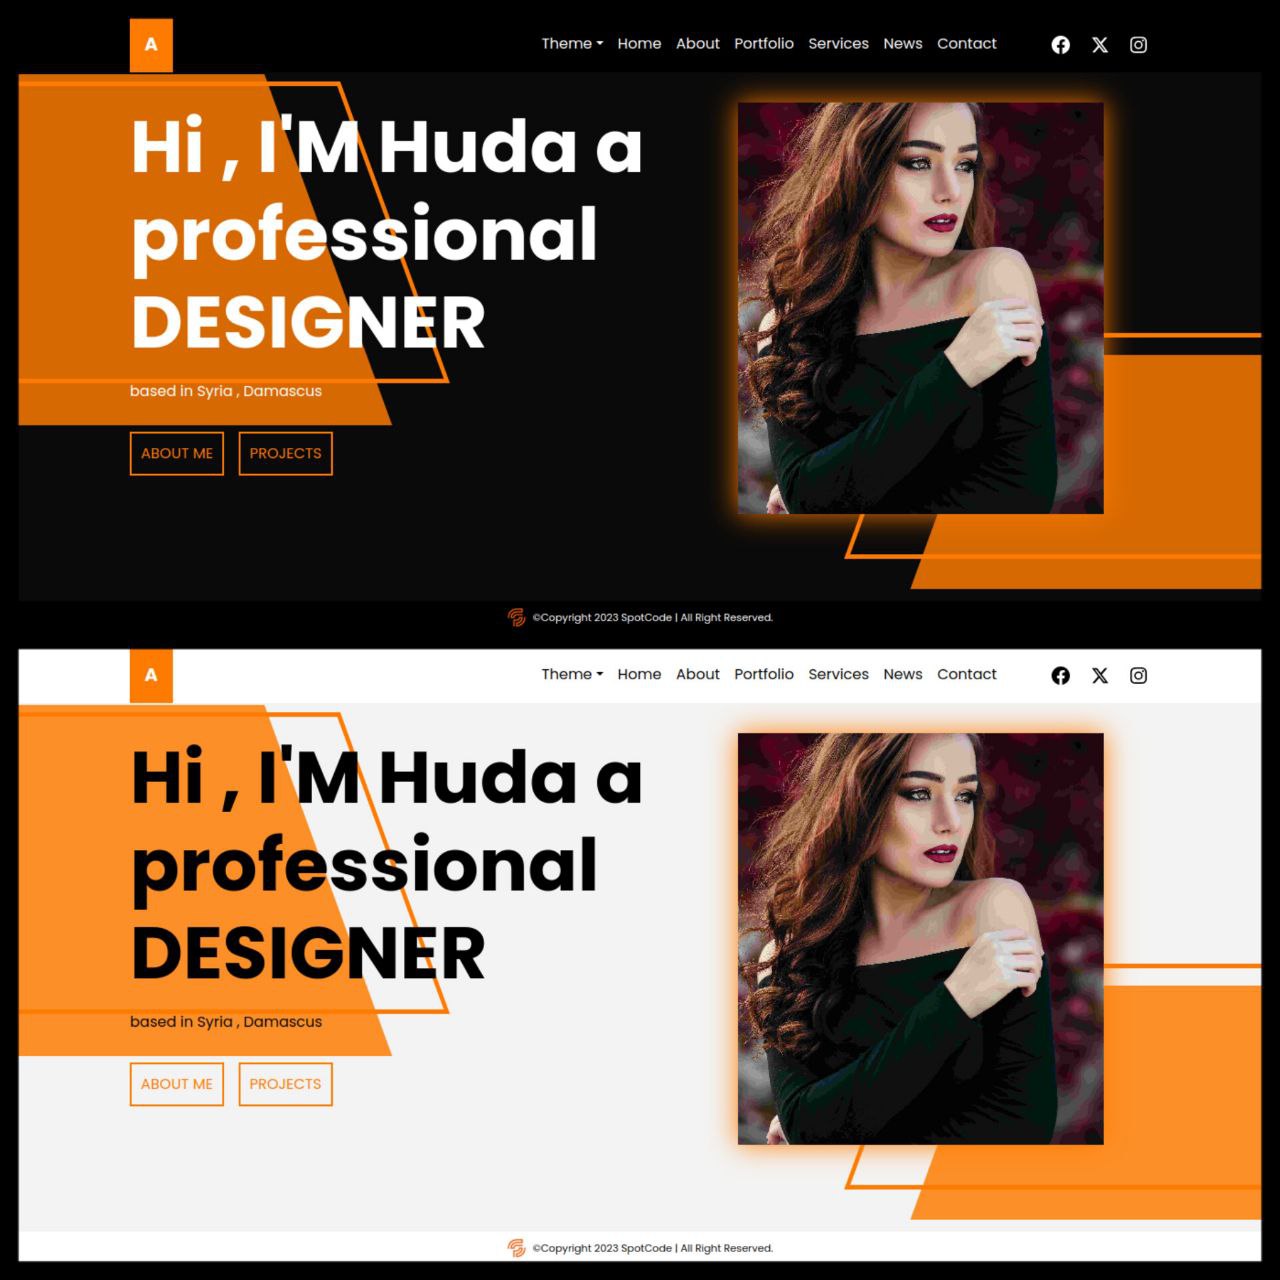 A
Theme Home About Portfolio Services News Contact
Hi , I'M Huda a
professional
DESIGNER
based in Syria , Damascus
ABOUT ME PROJECTS
©Copyright 2023 SpotCode | All Right Reserved.
A
Theme Home About Portfolio Services News Contact
Hi , I'M Huda a
professional
DESIGNER
based in Syria , Damascus
ABOUT ME PROJECTS
©Copyright 2023 SpotCode | All Right Reserved.